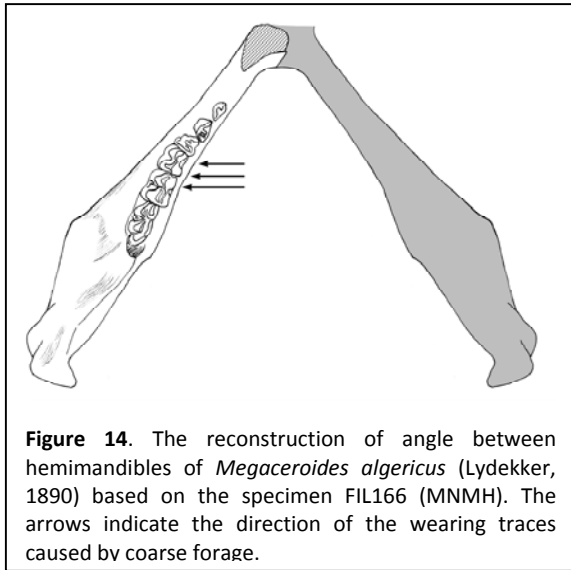 Figure 14. The reconstruction of angle between
hemimandibles of Megaceroides algericus (Lydekker,
1890) based on the specimen FIL166 (MNMH). The
arrows indicate the direction of the wearing traces
caused by coarse forage.